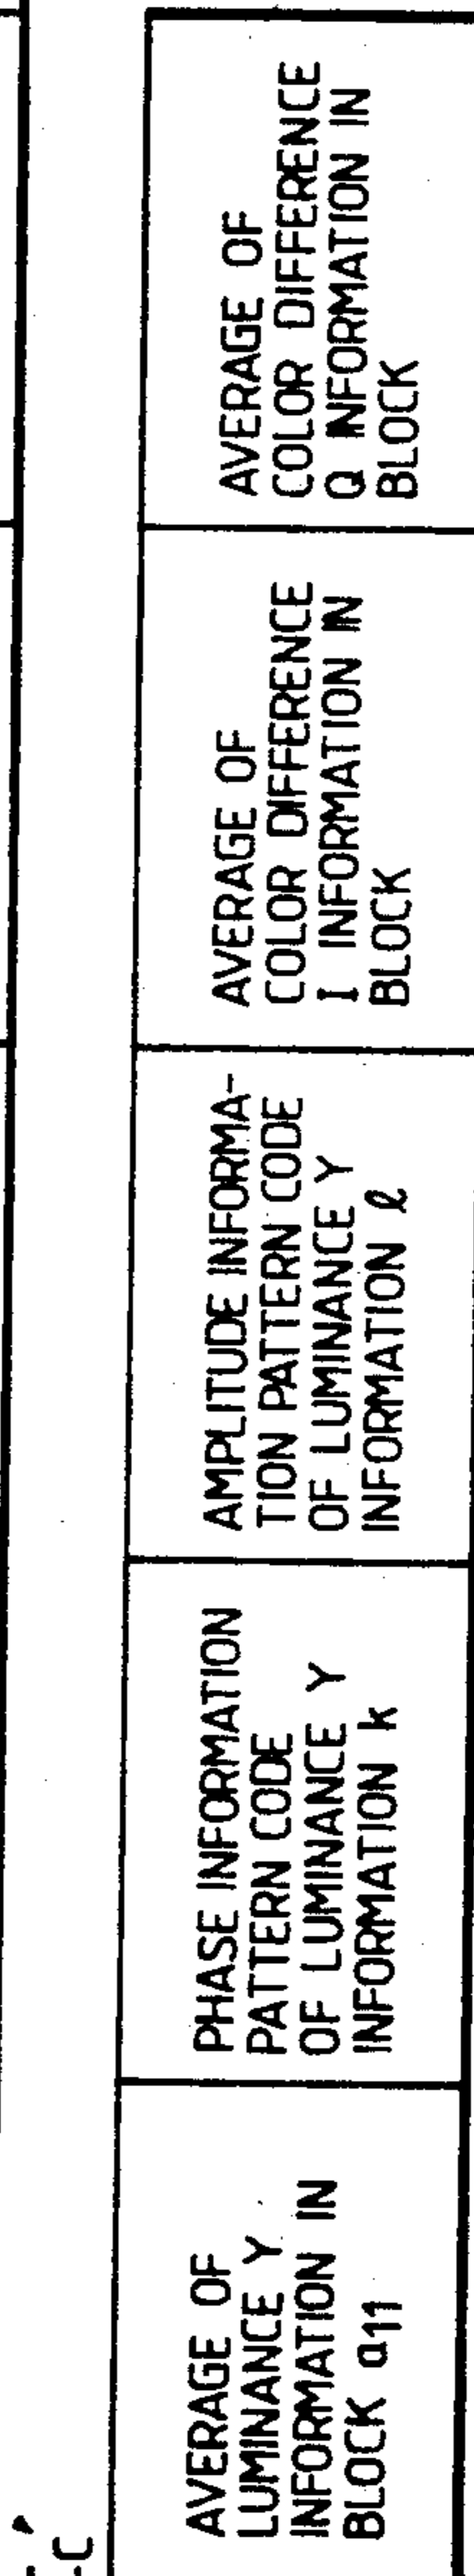 -C
AVERAGE OF
LUMINANCE Y
INFORMATION IN
BLOCK a11
PHASE INFORMATION
PATTERN CODE
OF LUMINANCE Y
INFORMATION k
AMPLITUDE INFORMA-
TION PATTERN CODE
OF LUMINANCE Y
INFORMATION ℓ
AVERAGE OF
COLOR DIFFERENCE
I INFORMATION IN
BLOCK
AVERAGE OF
COLOR DIFFERENCE
Q INFORMATION IN
BLOCK